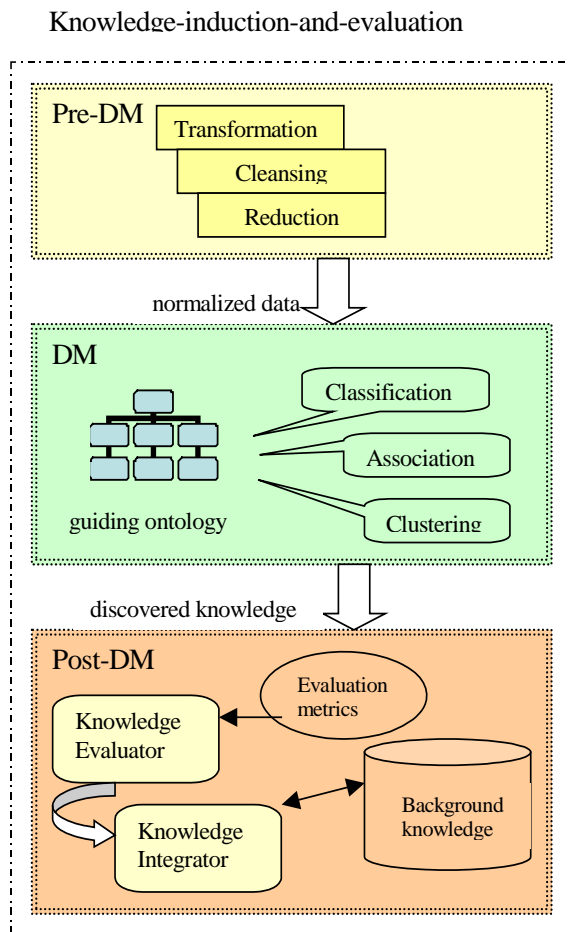 Knowledge-induction-and-evaluation
Pre-DM
Transformation
Cleansing
Reduction
normalized data
DM
Classification
Association
Clustering
guiding ontology
discovered knowledge
Post-DM
Evaluation
metrics
Knowledge
Evaluator
Background
knowledge
Knowledge
Integrator